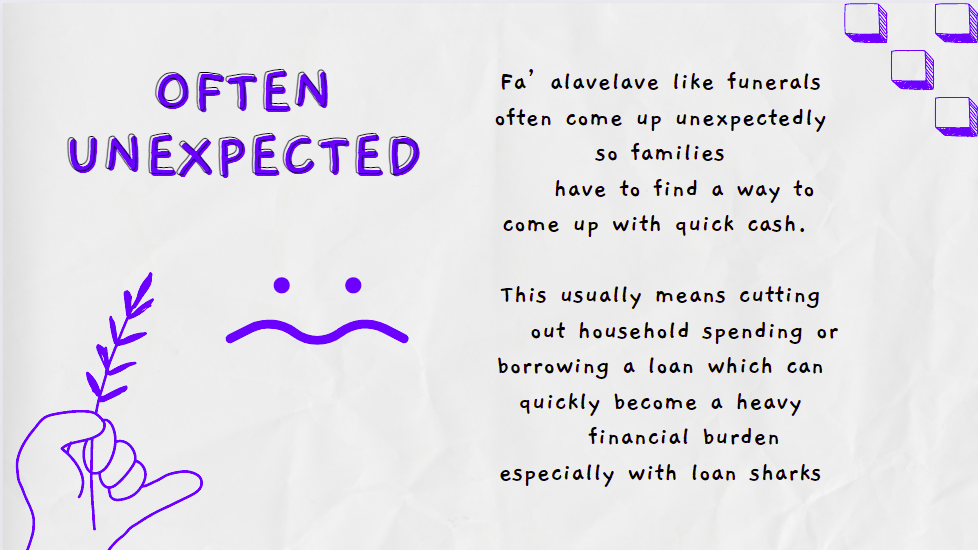 OFTEN
UNEXPECTED
Fa' alavelave like funerals
often come up unexpectedly
so families
have to find a way to
come up with quick cash.
This usually means cutting
out household spending or
borrowing a loan which can
quickly become a heavy
financial burden
especially with loan sharks